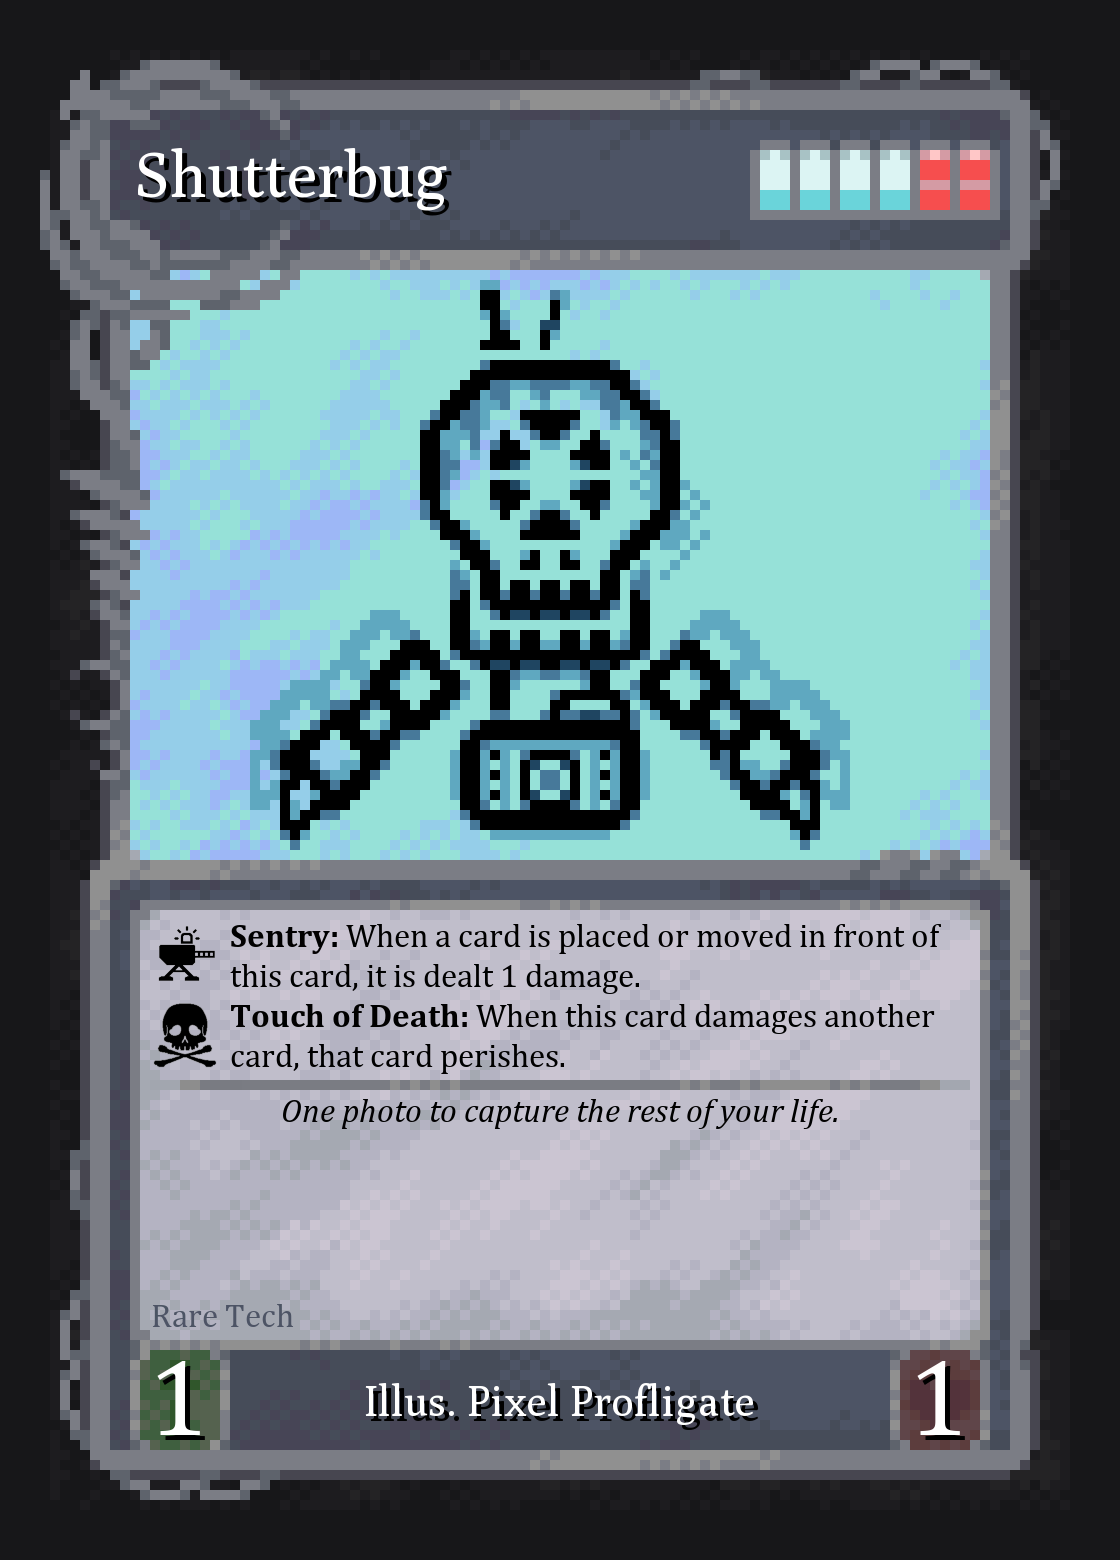 Shutterbug
Sentry: When a card is placed or moved in front of
this card, it is dealt 1 damage.
Touch of Death: When this card damages another
card, that card perishes.
One photo to capture the rest of your life.
Rare Tech
1
Illus. Pixel Profligate
1